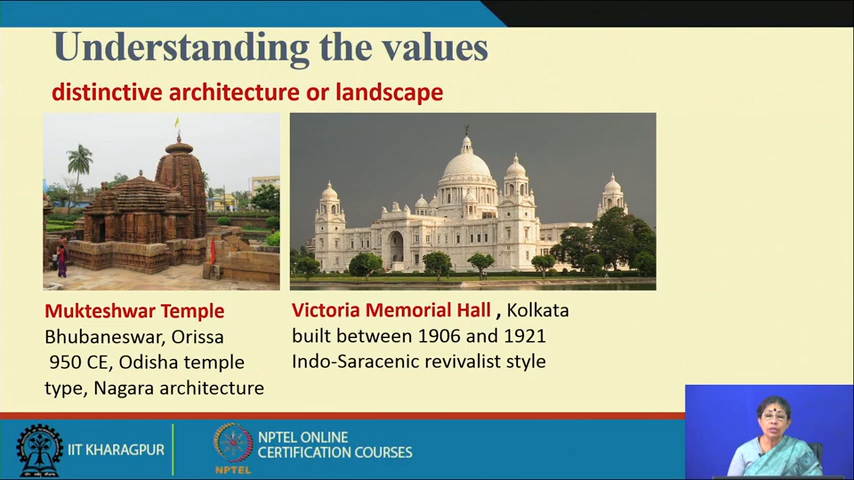 Understanding the values
distinctive architecture or landscape
Mukteshwar Temple
Bhubaneswar, Orissa
950 CE, Odisha temple
type, Nagara architecture
Victoria Memorial Hall , Kolkata
built between 1906 and 1921
Indo-Saracenic revivalist style
IIT KHARAGPUR
NPTEL
NPTEL ONLINE
CERTIFICATION COURSES